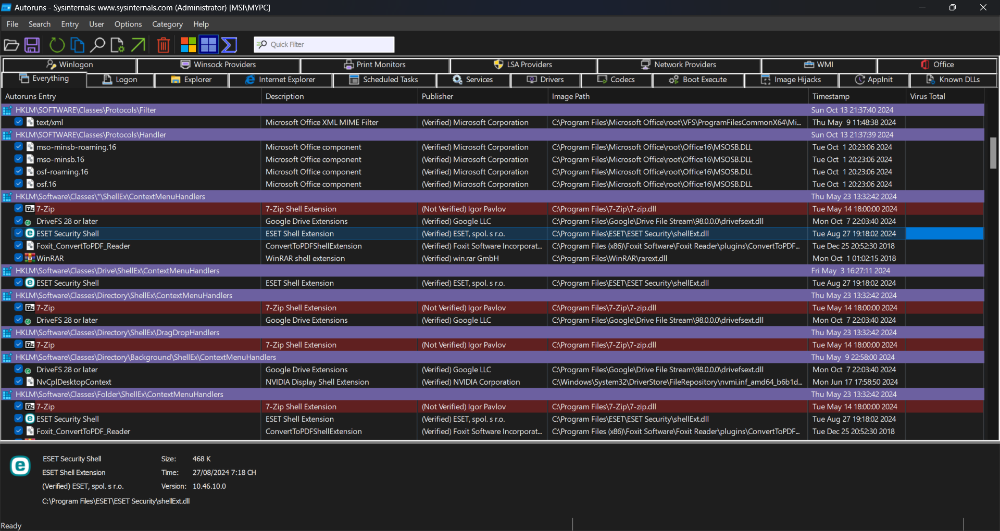 Autoruns - Sysinternals: www.sysinternals.com (Administrator) [MSI\MYPC]
File Search Entry User Options Category Help
Quick Filter
Winlogon Winsock Providers Print Monitors LSA Providers Network Providers WMI Office
Everything Logon Explorer Internet Explorer Scheduled Tasks Services Drivers Codecs Boot Execute Image Hijacks AppInit Known DLLs
Autoruns Entry Description Publisher Image Path Timestamp Virus Total
HKLM\SOFTWARE\Classes\Protocols\Filter Sun Oct 13 21:37:40 2024
text/xml Microsoft Office XML MIME Filter (Verified) Microsoft Corporation C:\Program Files\Microsoft Office\root\VFS\ProgramFilesCommonX64\Mi... Thu May 9 11:48:38 2024
HKLM\SOFTWARE\Classes\Protocols\Handler Sun Oct 13 21:37:39 2024
mso-minsb-roaming.16 Microsoft Office component (Verified) Microsoft Corporation C:\Program Files\Microsoft Office\root\Office16\MSOSB.DLL Tue Oct 1 20:23:06 2024
mso-minsb.16 Microsoft Office component (Verified) Microsoft Corporation C:\Program Files\Microsoft Office\root\Office16\MSOSB.DLL Tue Oct 1 20:23:06 2024
osf-roaming.16 Microsoft Office component (Verified) Microsoft Corporation C:\Program Files\Microsoft Office\root\Office16\MSOSB.DLL Tue Oct 1 20:23:06 2024
osf.16 Microsoft Office component (Verified) Microsoft Corporation C:\Program Files\Microsoft Office\root\Office16\MSOSB.DLL Tue Oct 1 20:23:06 2024
HKLM\Software\Classes\*\ShellEx\ContextMenuHandlers Thu May 23 13:32:42 2024
7z 7-Zip 7-Zip Shell Extension (Not Verified) Igor Pavlov C:\Program Files\7-Zip\7-zip.dll Tue May 14 18:00:00 2024
DriveFS 28 or later Google Drive Extensions (Verified) Google LLC C:\Program Files\Google\Drive File Stream\98.0.0.0\drivefsext.dll Mon Oct 7 22:03:40 2024
e ESET Security Shell ESET Shell Extension (Verified) ESET, spol. s r.o. C:\Program Files\ESET\ESET Security\shellExt.dll Tue Aug 27 19:18:02 2024
Foxit_ConvertToPDF_Reader ConvertToPDFShellExtension (Verified) Foxit Software Incorporat... C:\Program Files (x86)\Foxit Software\Foxit Reader\plugins\ConvertToPDF... Tue Dec 25 20:52:30 2018
WinRAR WinRAR shell extension (Verified) win.rar GmbH C:\Program Files\WinRAR\rarext.dll Mon Oct 1 01:02:15 2018
HKLM\Software\Classes\Drive\ShellEx\ContextMenuHandlers Fri May 3 16:27:11 2024
e ESET Security Shell ESET Shell Extension (Verified) ESET, spol. s r.o. C:\Program Files\ESET\ESET Security\shellExt.dll Tue Aug 27 19:18:02 2024
HKLM\Software\Classes\Directory\ShellEx\ContextMenuHandlers Thu May 23 13:32:42 2024
7z 7-Zip 7-Zip Shell Extension (Not Verified) Igor Pavlov C:\Program Files\7-Zip\7-zip.dll Tue May 14 18:00:00 2024
DriveFS 28 or later Google Drive Extensions (Verified) Google LLC C:\Program Files\Google\Drive File Stream\98.0.0.0\drivefsext.dll Mon Oct 7 22:03:40 2024
HKLM\Software\Classes\Directory\ShellEx\DragDropHandlers Thu May 23 13:32:42 2024
7z 7-Zip 7-Zip Shell Extension (Not Verified) Igor Pavlov C:\Program Files\7-Zip\7-zip.dll Tue May 14 18:00:00 2024
HKLM\Software\Classes\Directory\Background\ShellEx\ContextMenuHandlers Thu May 9 22:58:00 2024
DriveFS 28 or later Google Drive Extensions (Verified) Google LLC C:\Program Files\Google\Drive File Stream\98.0.0.0\drivefsext.dll Mon Oct 7 22:03:40 2024
NvCplDesktopContext NVIDIA Display Shell Extension (Verified) NVIDIA Corporation C:\Windows\System32\DriverStore\FileRepository\nvmi.inf_amd64_b6b1d... Mon Jun 17 17:58:50 2024
HKLM\Software\Classes\Folder\ShellEx\ContextMenuHandlers Thu May 23 13:32:42 2024
7z 7-Zip 7-Zip Shell Extension (Not Verified) Igor Pavlov C:\Program Files\7-Zip\7-zip.dll Tue May 14 18:00:00 2024
e ESET Security Shell ESET Shell Extension (Verified) ESET, spol. s r.o. C:\Program Files\ESET\ESET Security\shellExt.dll Tue Aug 27 19:18:02 2024
Foxit_ConvertToPDF_Reader ConvertToPDFShellExtension (Verified) Foxit Software Incorporat... C:\Program Files (x86)\Foxit Software\Foxit Reader\plugins\ConvertToPDF... Tue Dec 25 20:52:30 2018
e ESET Security Shell Size: 468 K
ESET Shell Extension Time: 27/08/2024 7:18 CH
(Verified) ESET, spol. s r.o. Version: 10.46.10.0
C:\Program Files\ESET\ESET Security\shellExt.dll
Ready